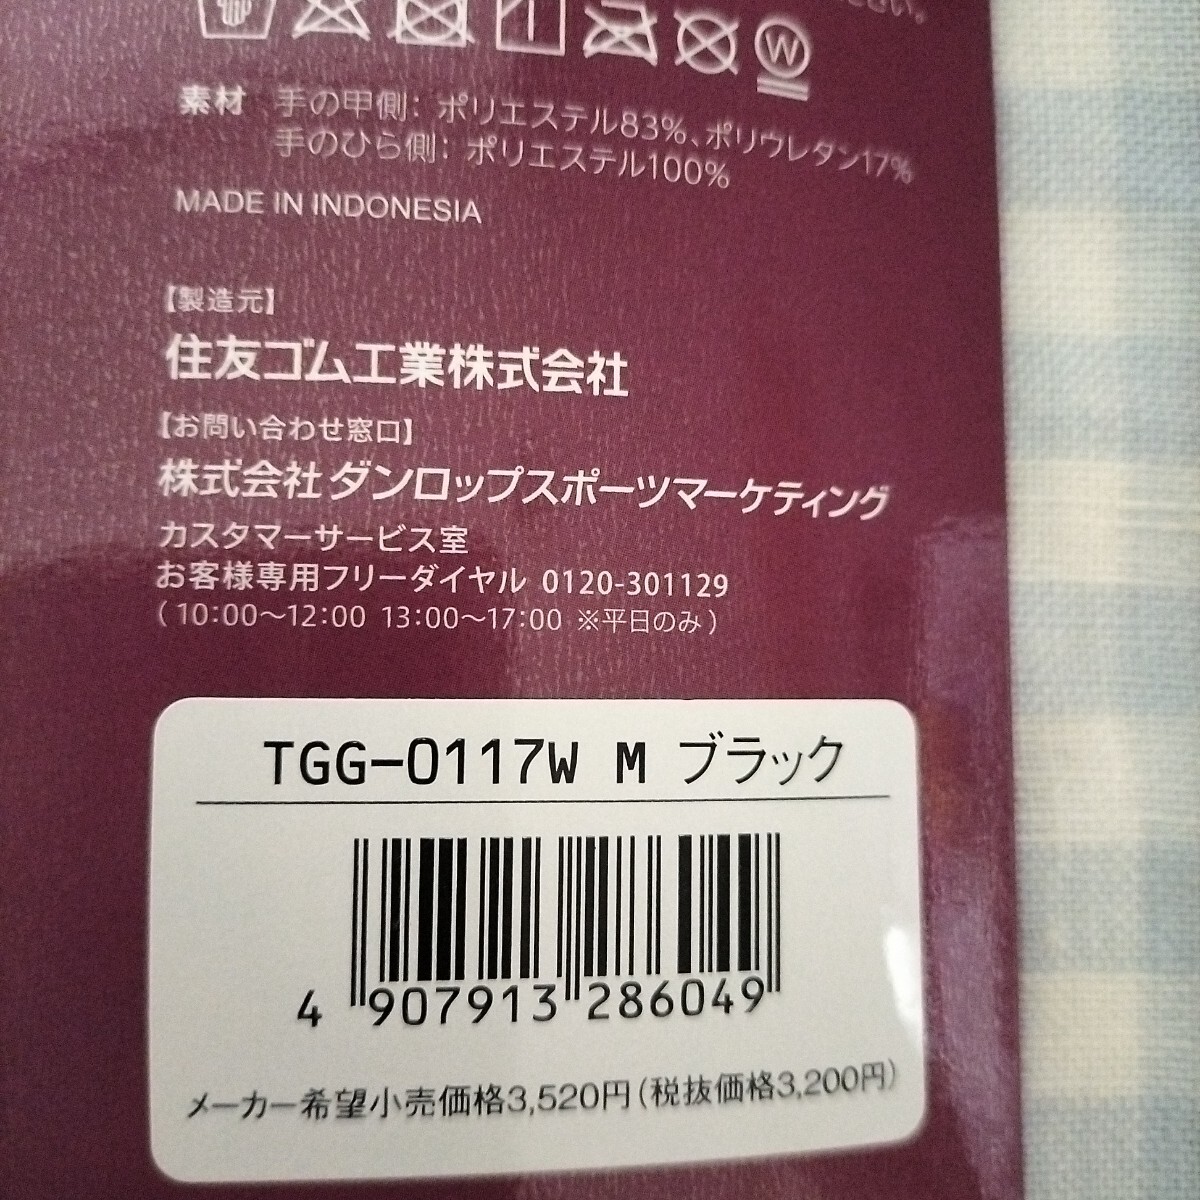 ださい。
W
素材 手の甲側: ポリエステル83%、ポリウレタン17%
手のひら側: ポリエステル100%
MADE IN INDONESIA
【製造元】
住友ゴム工業株式会社
【お問い合わせ窓口】
株式会社ダンロップスポーツマーケティング
カスタマーサービス室
お客様専用フリーダイヤル 0120-301129
(10:00～12:00 13:00～17:00 ※平日のみ)
TGG-0117W M ブラック
4 907913 286049
メーカー希望小売価格3,520円(税抜価格3,200円)